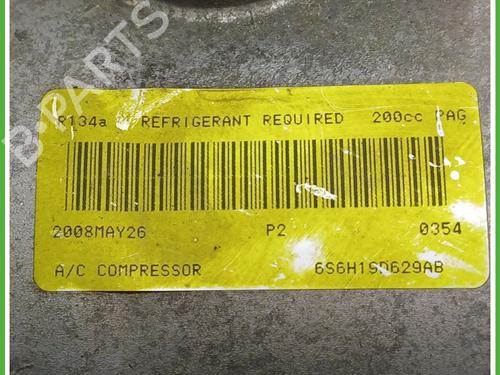 B-PARTS
R134a REFRIGERANT REQUIRED 200cc PAG
2008MAY26 P2 0354
A/C COMPRESSOR 6S6H19D629AB